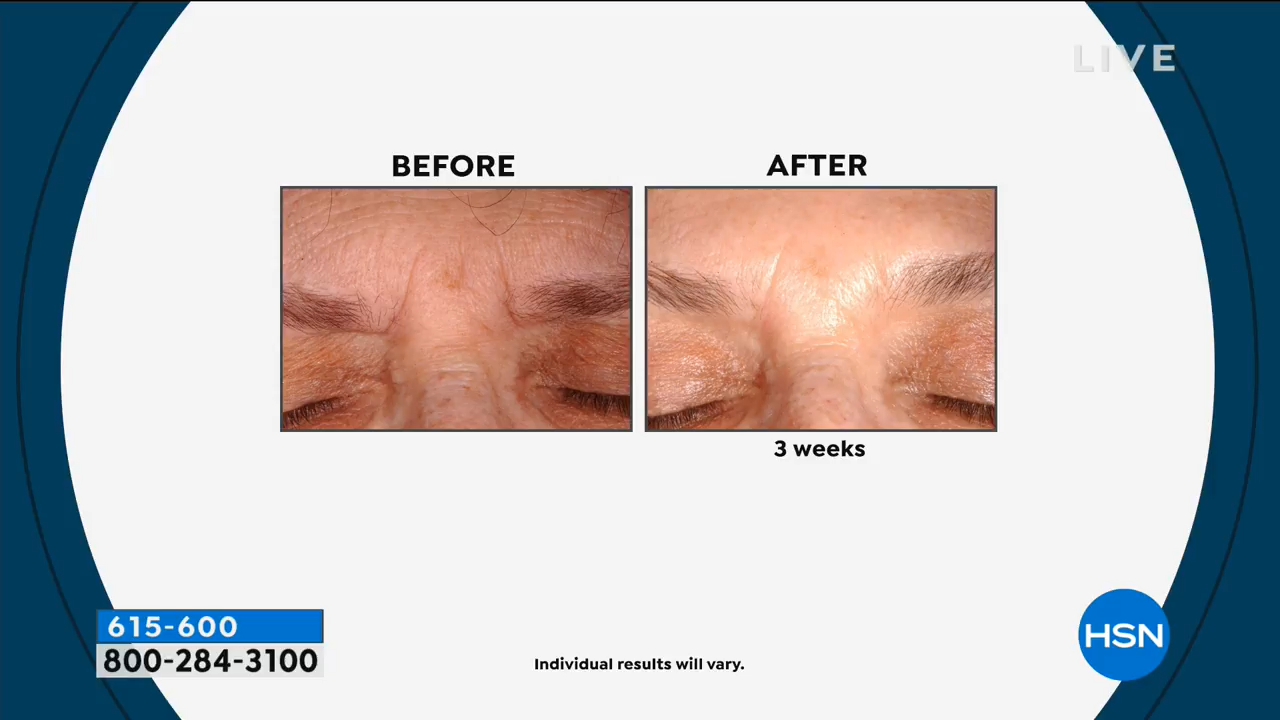 LIVE
BEFORE
AFTER
3 weeks
615-600
800-284-3100
Individual results will vary.
HSN